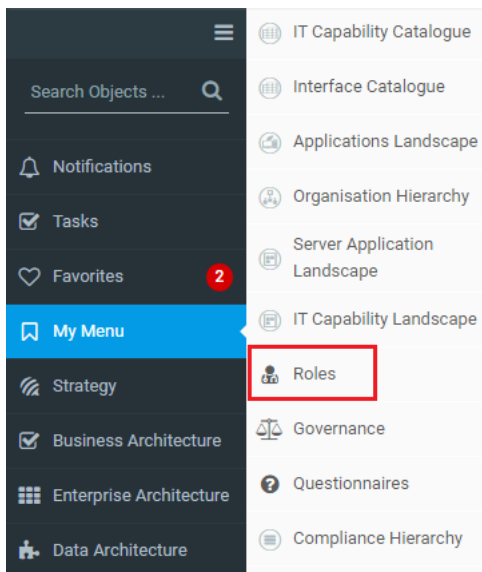 Search Objects ...
Notifications
Tasks
Favorites 2
My Menu
Strategy
Business Architecture
Enterprise Architecture
Data Architecture
IT Capability Catalogue
Interface Catalogue
Applications Landscape
Organisation Hierarchy
Server Application
Landscape
IT Capability Landscape
Roles
Governance
Questionnaires
Compliance Hierarchy